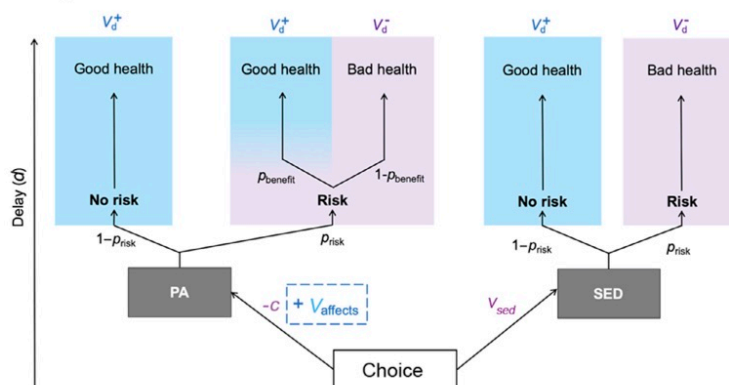 V_d^+ V_d^+ V_d^- V_d^+ V_d^-
Good health Good health Bad health Good health Bad health
Delay (d)
p_benefit 1-p_benefit
No risk Risk No risk Risk
1–p_risk p_risk 1–p_risk p_risk
PA SED
-c + V_affects V_sed
Choice